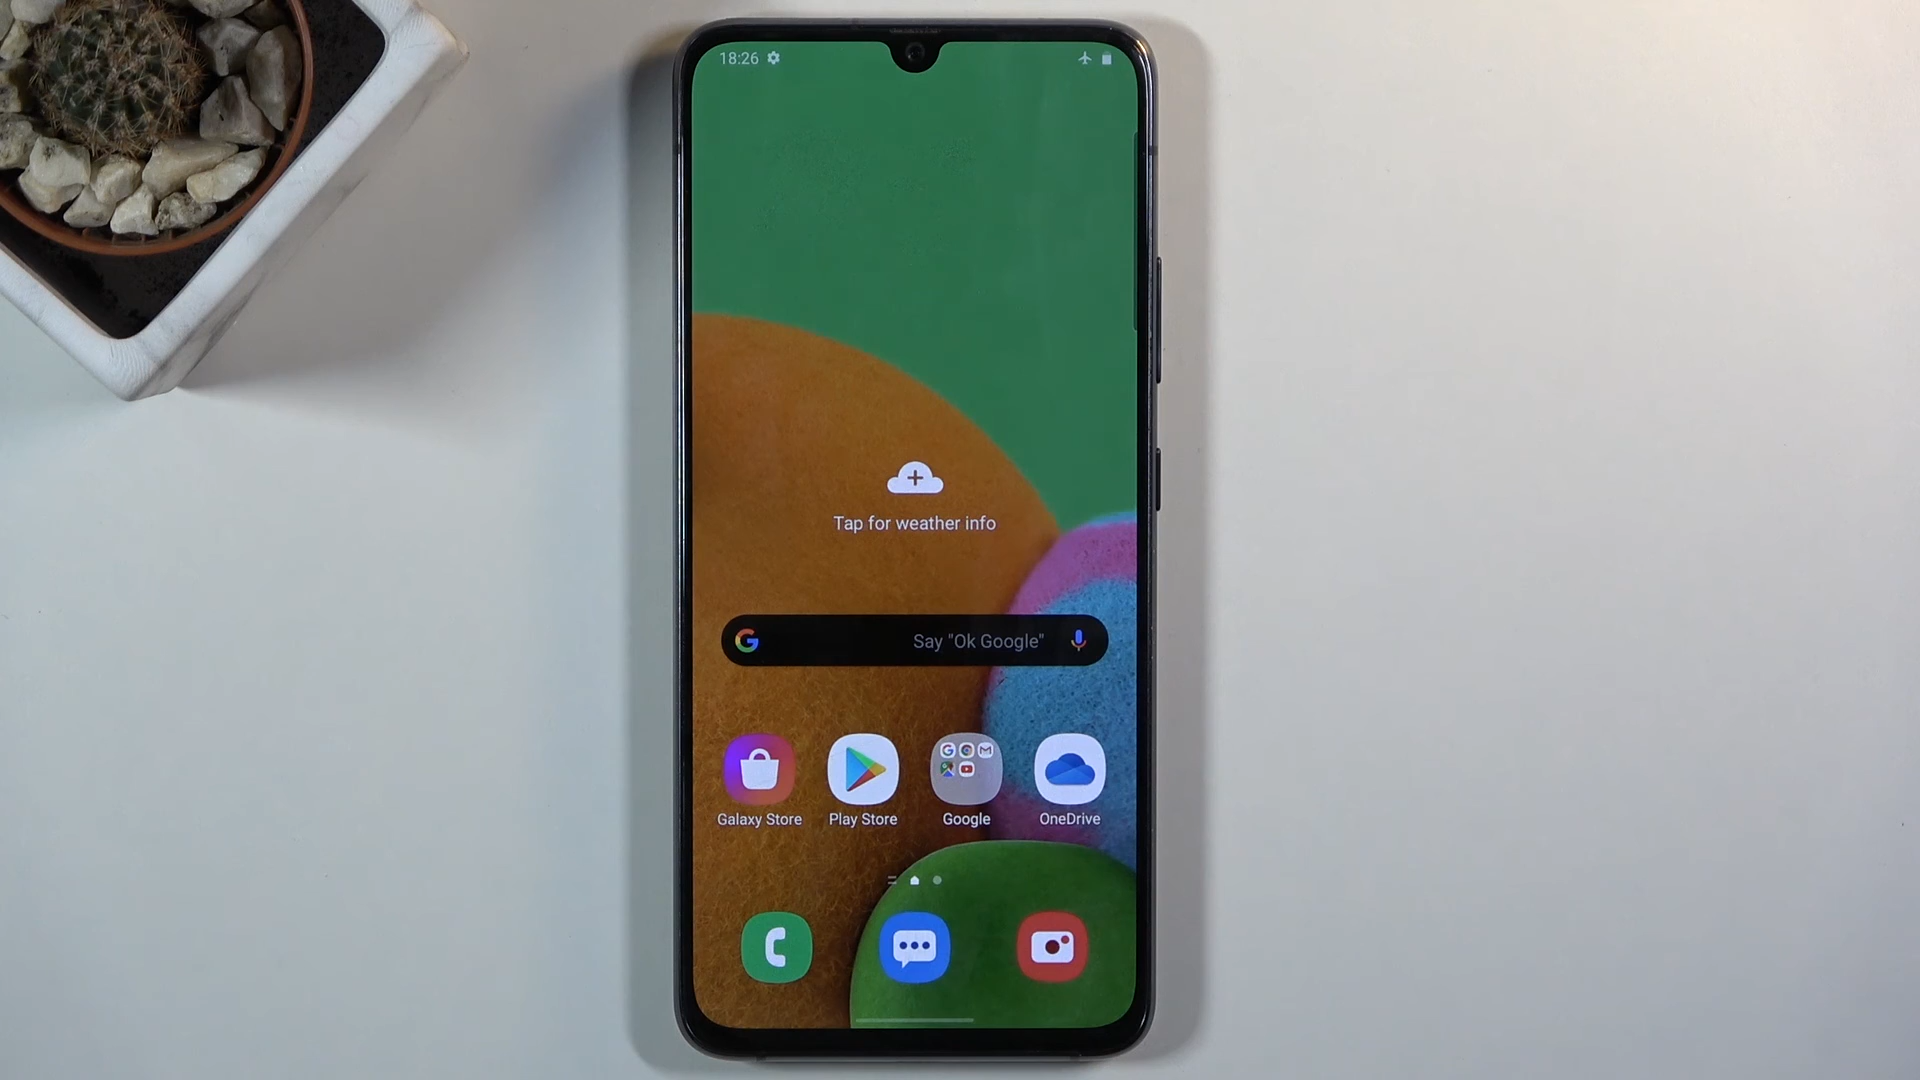 18:26
Tap for weather info
Say "Ok Google"
Galaxy Store
Play Store
Google
OneDrive